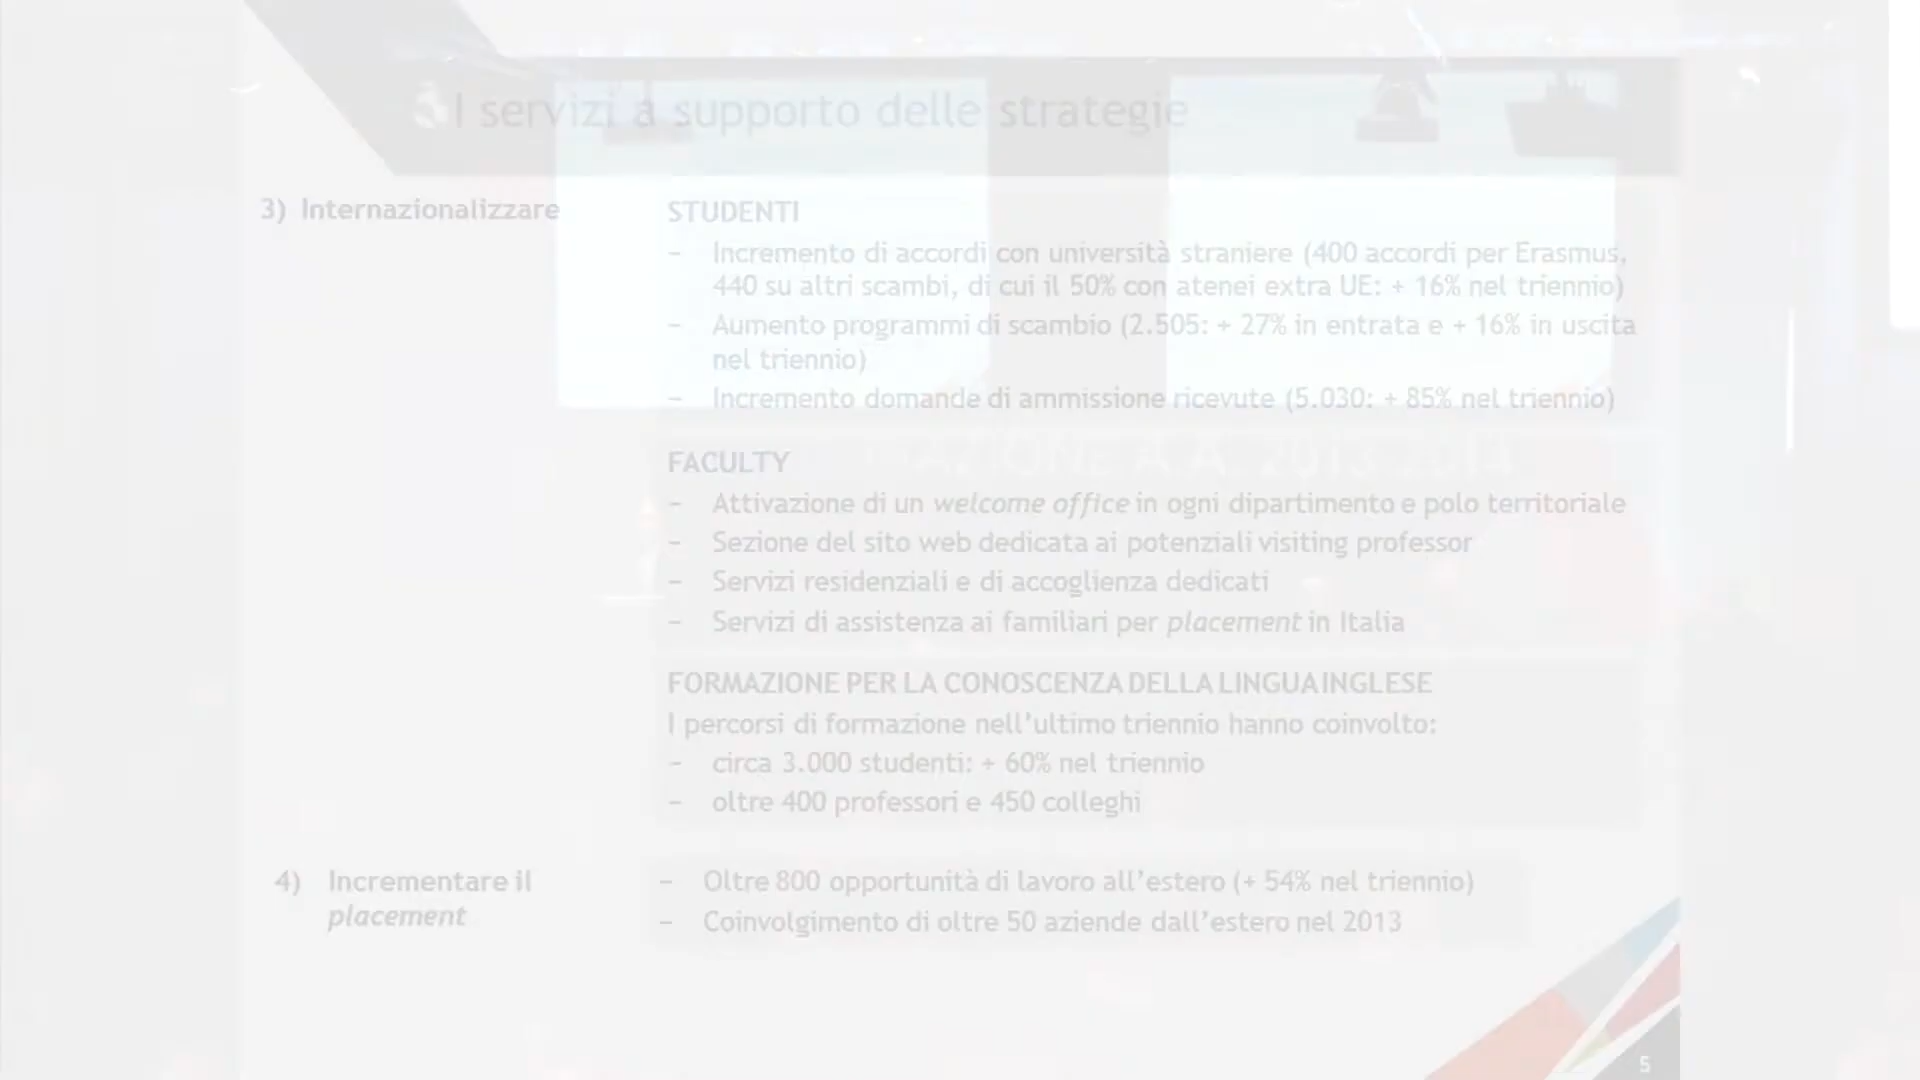 I servizi a supporto delle strategie
3) Internazionalizzare
STUDENTI
– Incremento di accordi con università straniere (400 accordi per Erasmus,
440 su altri scambi, di cui il 50% con atenei extra UE: + 16% nel triennio)
– Aumento programmi di scambio (2.505: + 27% in entrata e + 16% in uscita
nel triennio)
– Incremento domande di ammissione ricevute (5.030: + 85% nel triennio)
AZIONE A.A. 2013-2014
FACULTY
– Attivazione di un welcome office in ogni dipartimento e polo territoriale
– Sezione del sito web dedicata ai potenziali visiting professor
– Servizi residenziali e di accoglienza dedicati
– Servizi di assistenza ai familiari per placement in Italia
FORMAZIONE PER LA CONOSCENZA DELLA LINGUA INGLESE
I percorsi di formazione nell'ultimo triennio hanno coinvolto:
– circa 3.000 studenti: + 60% nel triennio
– oltre 400 professori e 450 colleghi
4) Incrementare il
placement
– Oltre 800 opportunità di lavoro all'estero (+ 54% nel triennio)
– Coinvolgimento di oltre 50 aziende dall'estero nel 2013
5